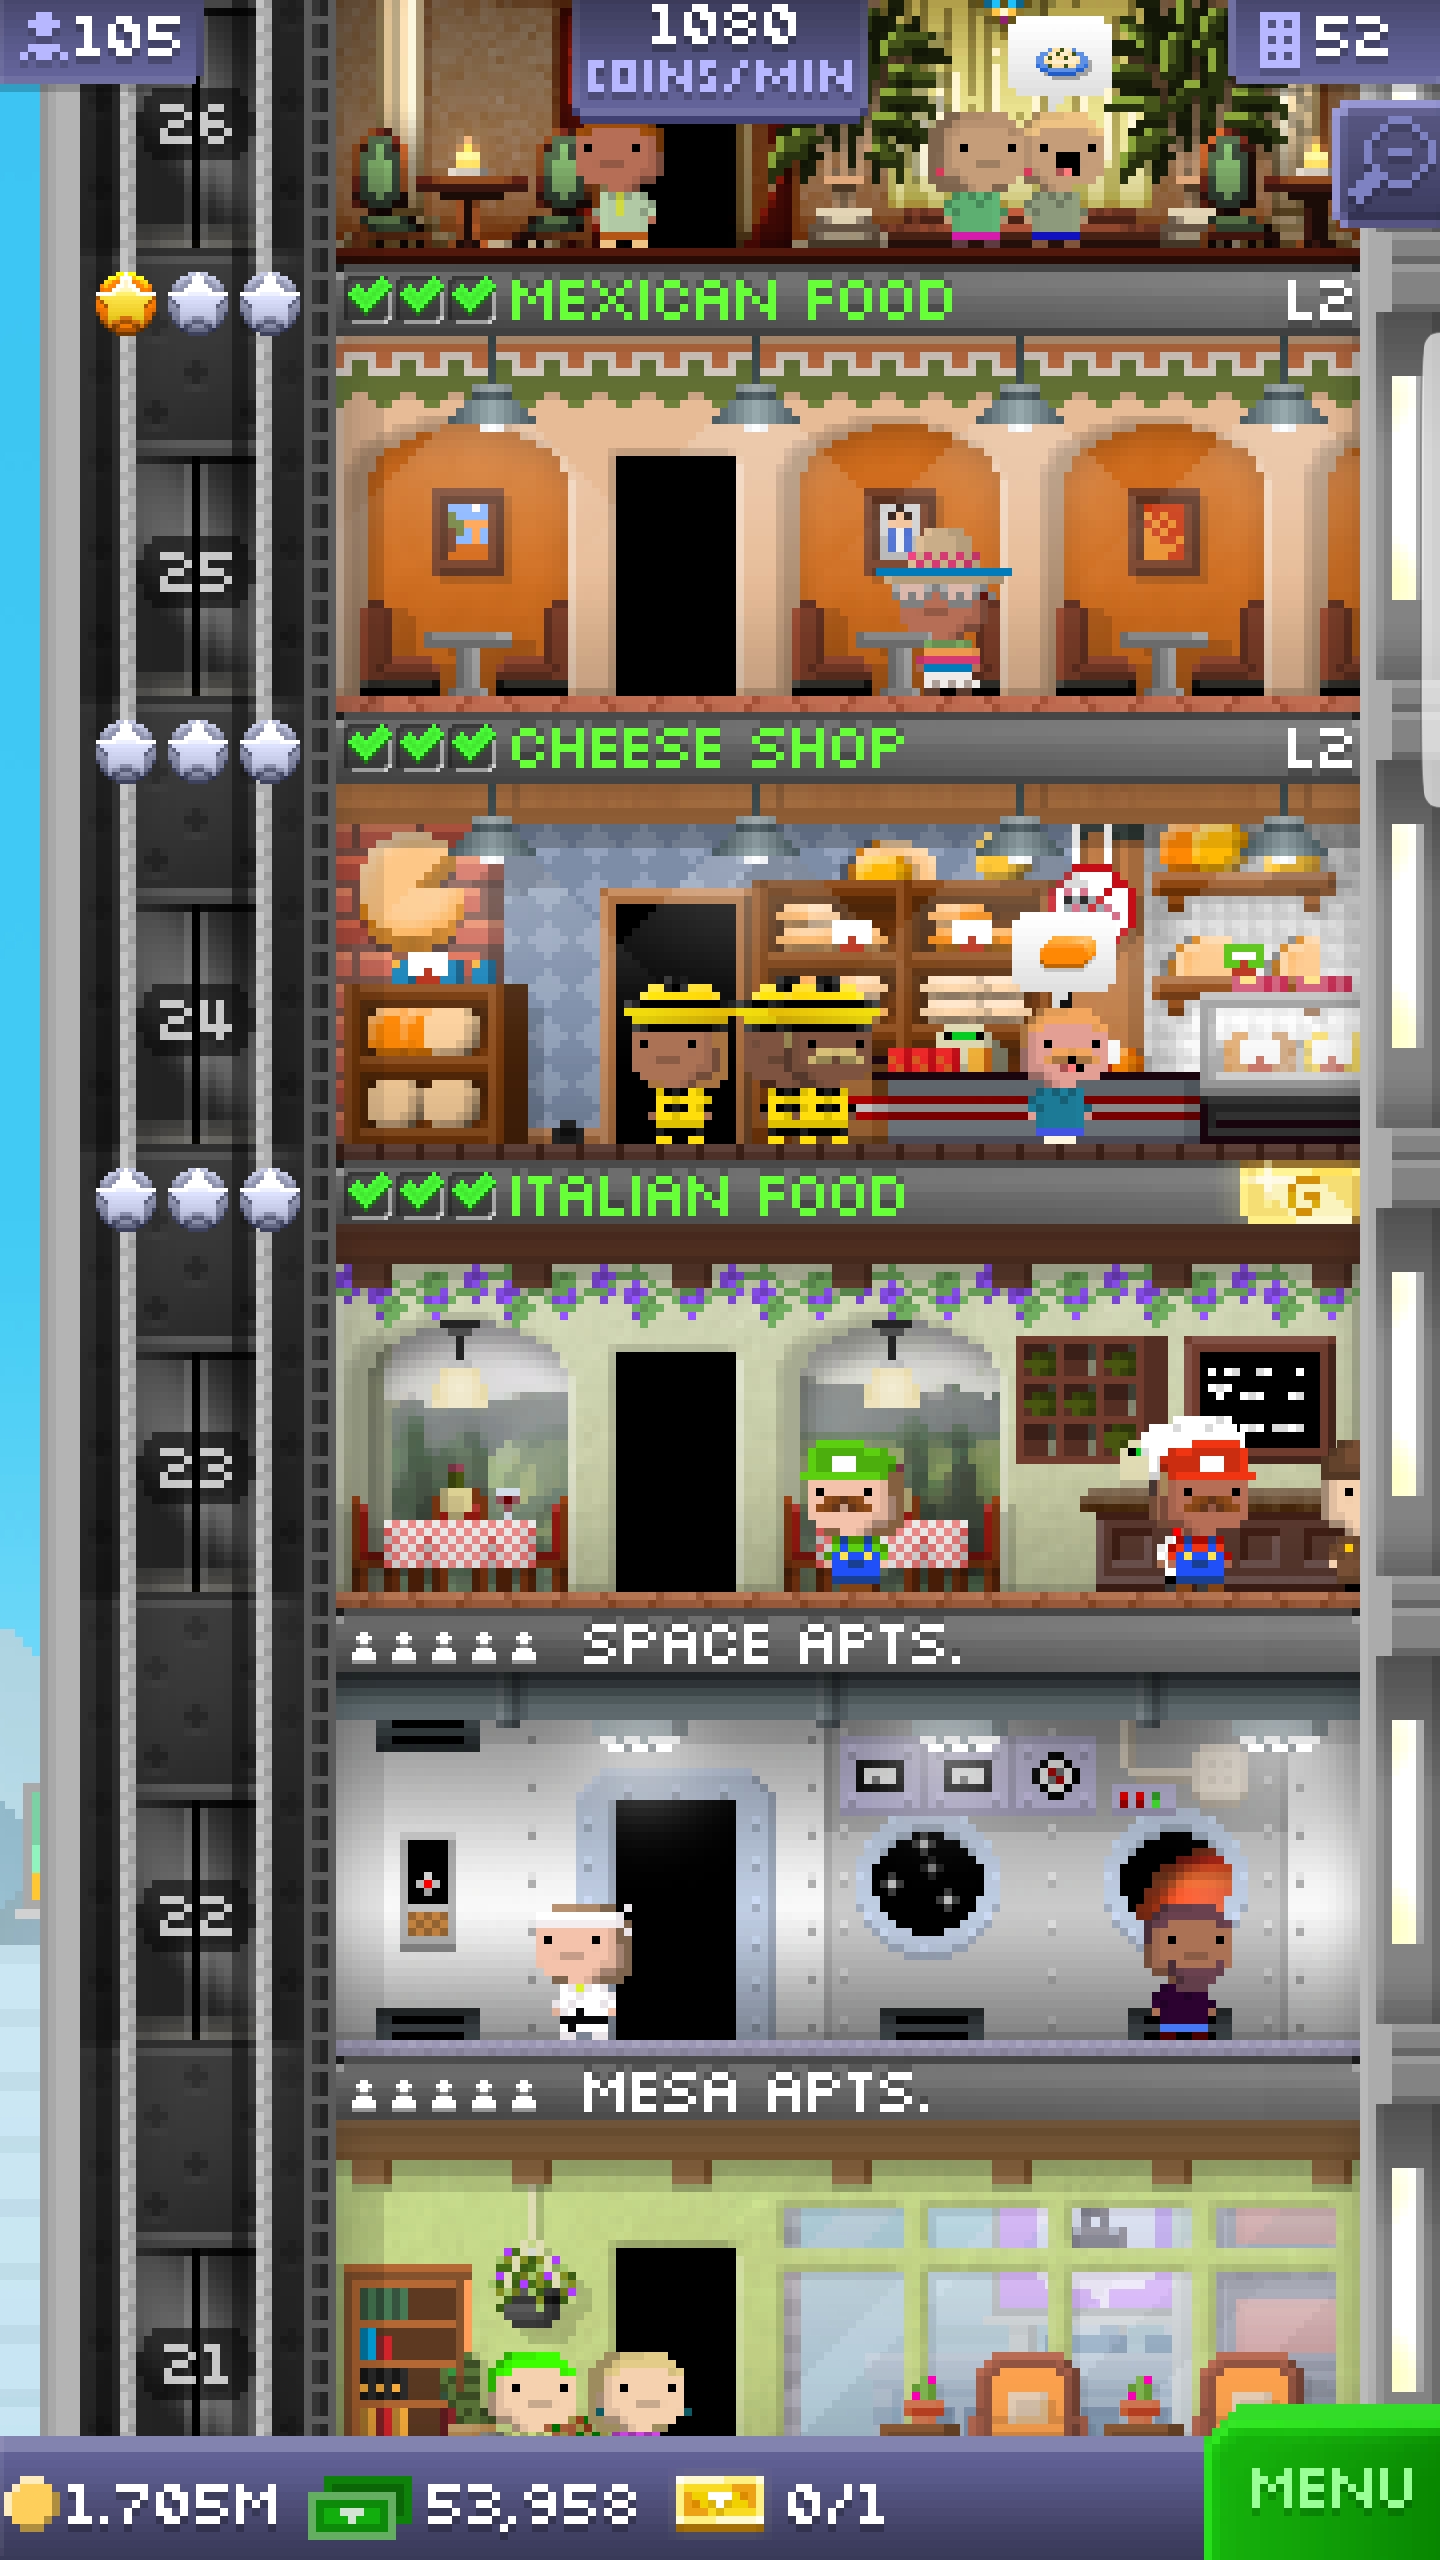 105
1080
COINS/MIN
52
26
MEXICAN FOOD L2
25
CHEESE SHOP L2
24
ITALIAN FOOD G
23
SPACE APTS.
22
MESA APTS.
21
1.705M 53,958 0/1
MENU